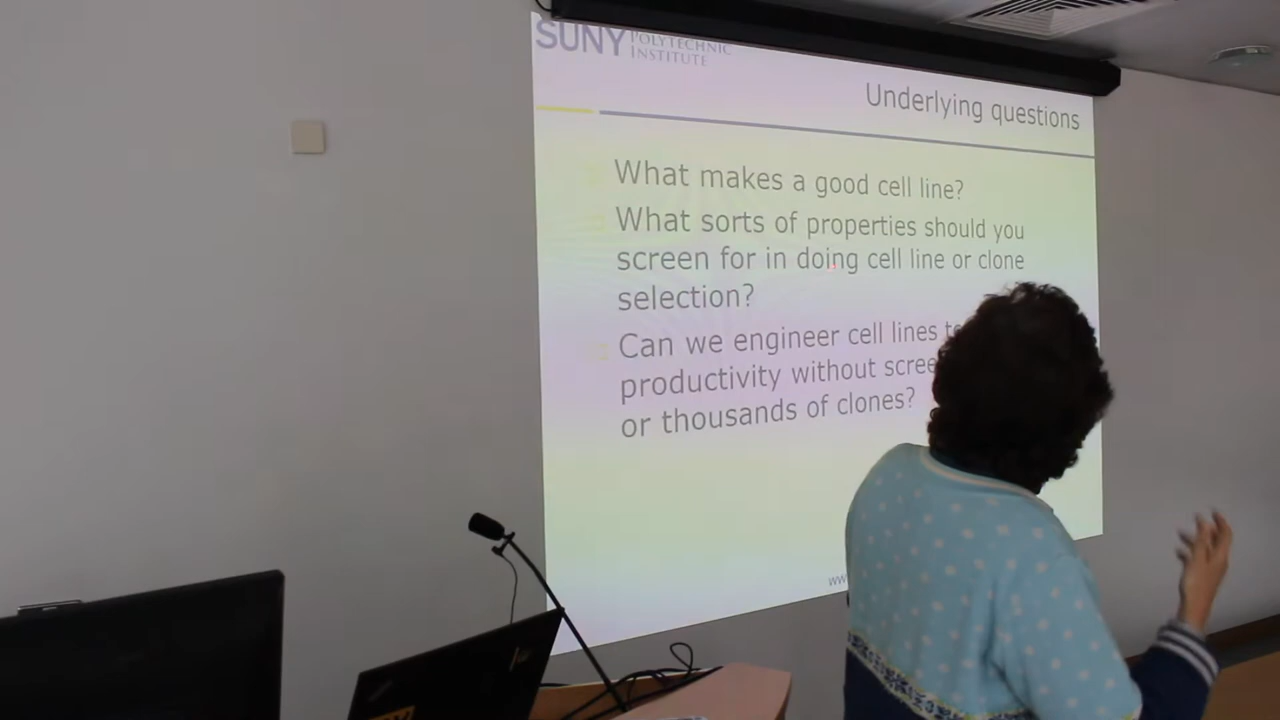 SUNY POLYTECHNIC
INSTITUTE
Underlying questions
What makes a good cell line?
What sorts of properties should you
screen for in doing cell line or clone
selection?
Can we engineer cell lines
productivity without
or thousands of clones?